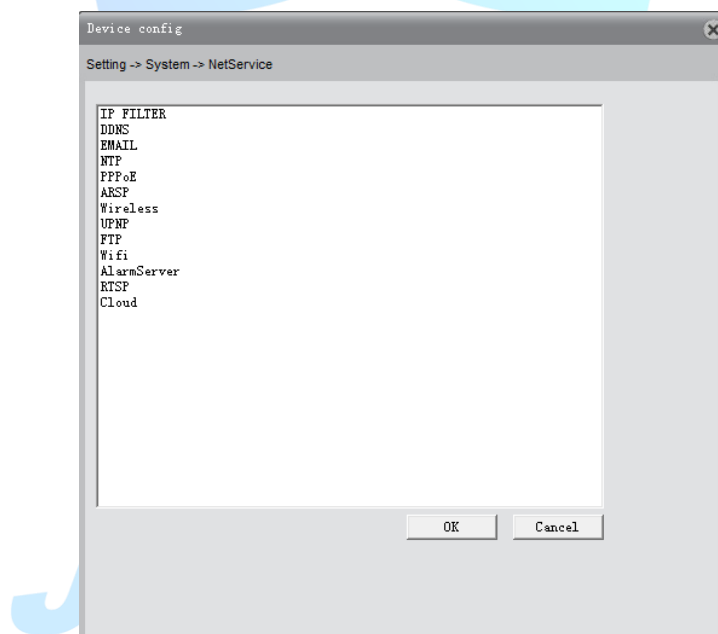 Device config
Setting -> System -> NetService
IP FILTER
DDNS
EMAIL
NTP
PPPoE
ARSP
Wireless
UPNP
FTP
Wifi
AlarmServer
RTSP
Cloud
OK Cancel